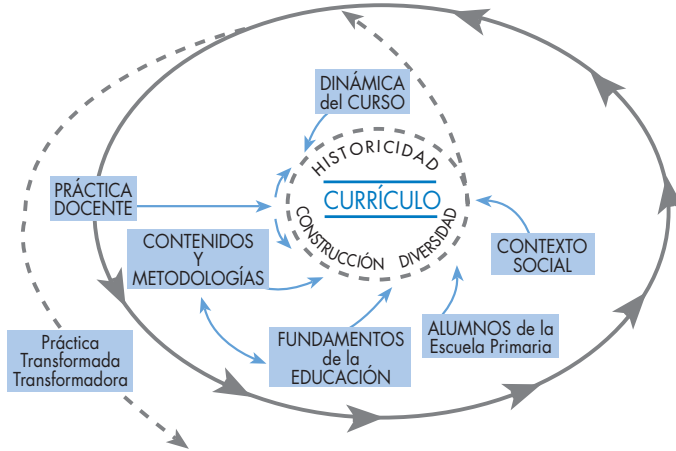 DINÁMICA
del CURSO
HISTORICIDAD
CURRÍCULO
CONSTRUCCIÓN
DIVERSIDAD
PRÁCTICA
DOCENTE
CONTENIDOS
Y
METODOLOGÍAS
CONTEXTO
SOCIAL
FUNDAMENTOS
de la
EDUCACIÓN
ALUMNOS de la
Escuela Primaria
Práctica
Transformada
Transformadora